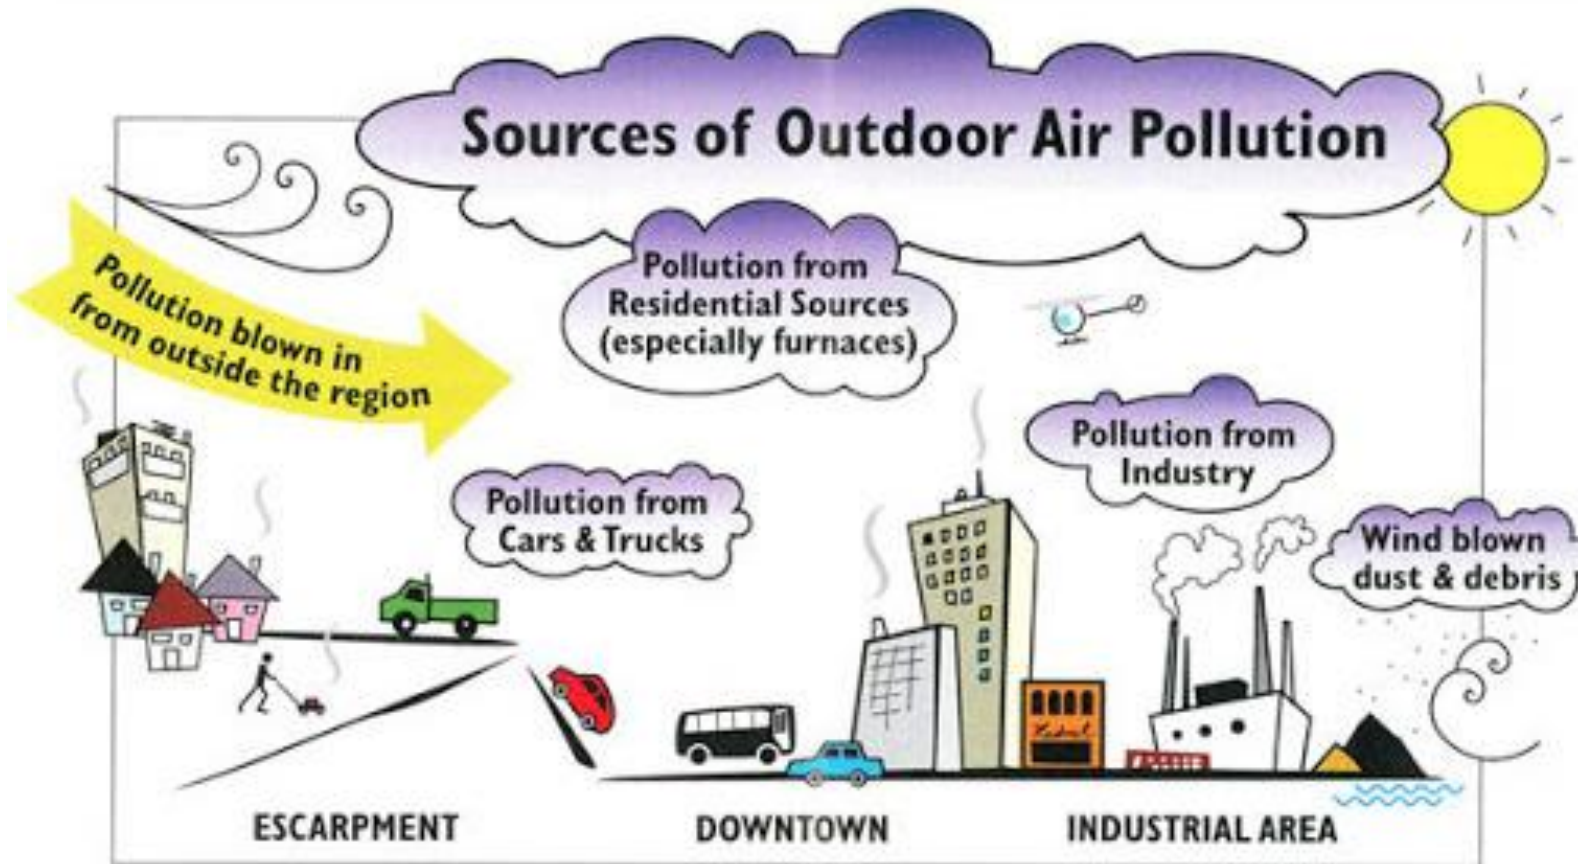 Sources of Outdoor Air Pollution
Pollution blown in
from outside the region
Pollution from
Residential Sources
(especially furnaces)
Pollution from
Cars & Trucks
Pollution from
Industry
Wind blown
dust & debris
ESCARPMENT
DOWNTOWN
INDUSTRIAL AREA